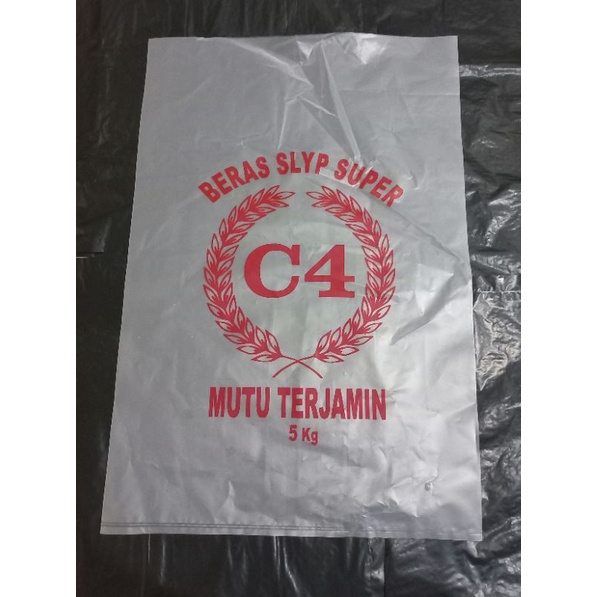 BERAS SLYP SUPER
C4
MUTU TERJAMIN
5 Kg